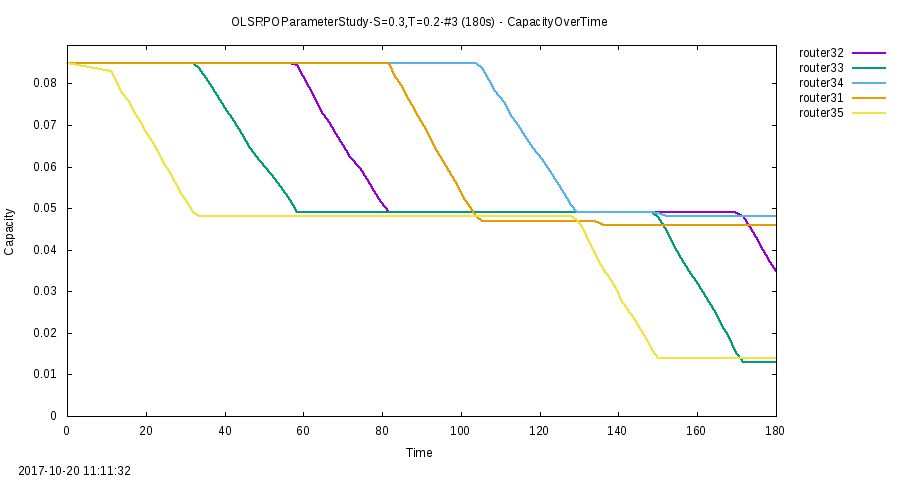 OLSRPOParameterStudy-S=0.3,T=0.2-#3 (180s) - CapacityOverTime
router32
router33
router34
router31
router35
0.08
0.07
0.06
0.05
0.04
0.03
0.02
0.01
0
Capacity
0 20 40 60 80 100 120 140 160 180
Time
2017-10-20 11:11:32